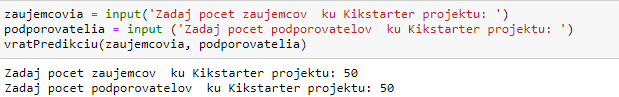 zaujemcovia = input('Zadaj pocet zaujemcov  ku Kikstarter projektu: ')
podporovatelia = input ('Zadaj pocet podporovatelov  ku Kikstarter projektu: ')
vratPredikciu(zaujemcovia, podporovatelia)
Zadaj pocet zaujemcov  ku Kikstarter projektu: 50
Zadaj pocet podporovatelov  ku Kikstarter projektu: 50